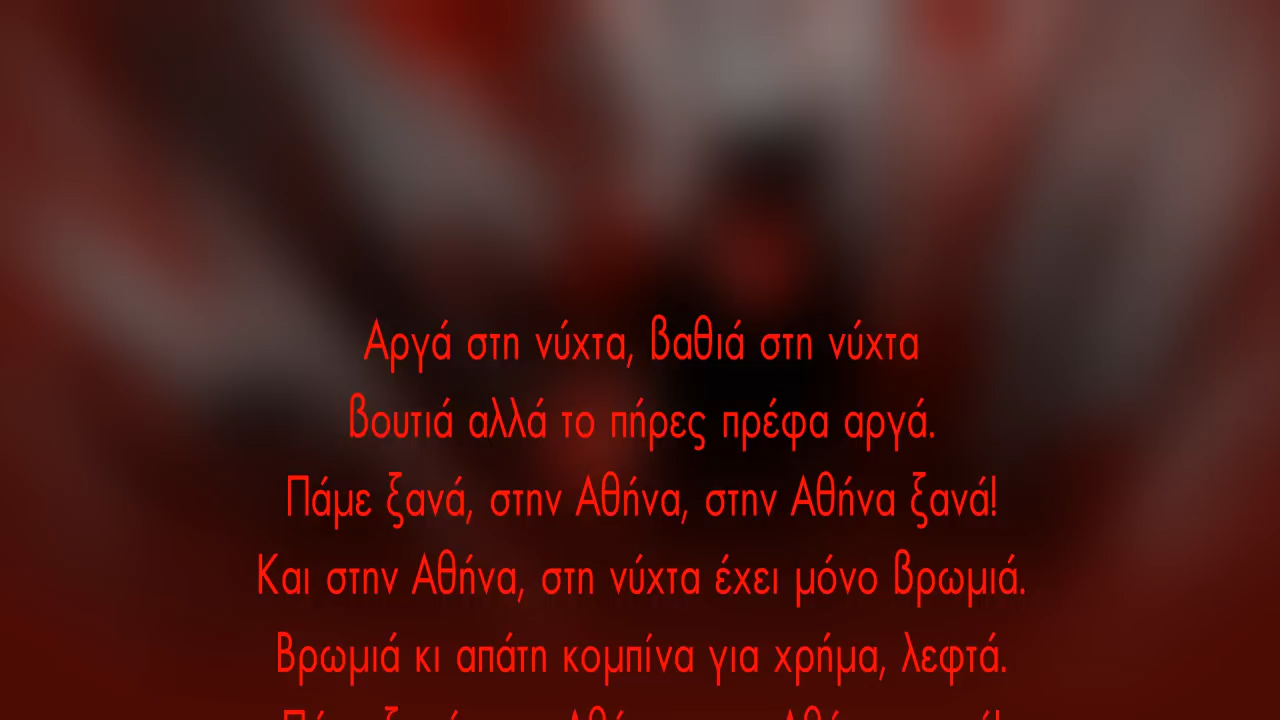 Αργά στη νύχτα, βαθιά στη νύχτα
βουτιά αλλά το πήρες πρέφα αργά.
Πάμε ξανά, στην Αθήνα, στην Αθήνα ξανά!
Και στην Αθήνα, στη νύχτα έχει μόνο βρωμιά.
Βρωμιά κι απάτη κομπίνα για χρήμα, λεφτά.